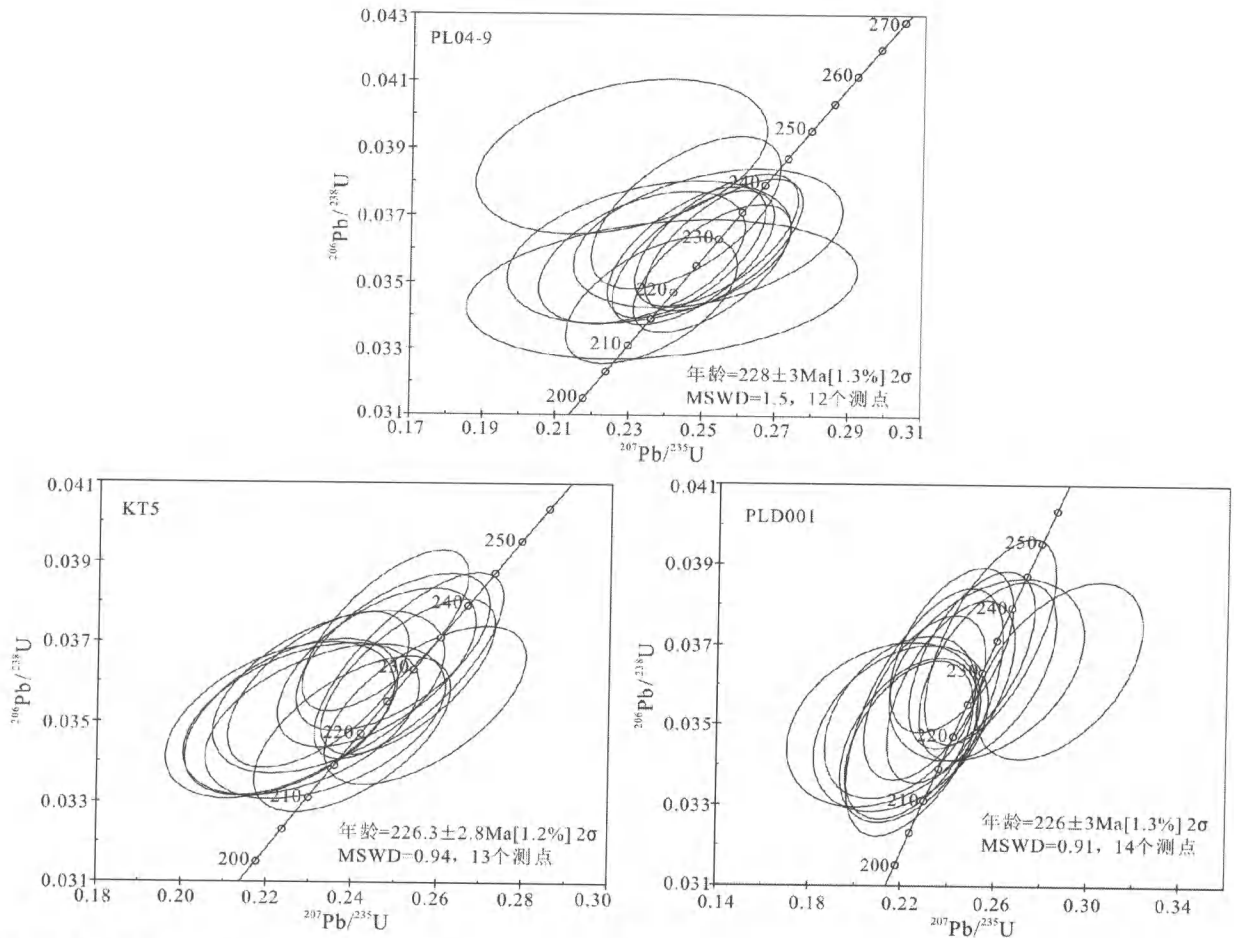 PL04-9
0.043
0.041
0.039
0.037
0.035
0.033
0.031
²⁰⁶Pb/²³⁸U
270
260
250
240
230
220
210
200
年龄=228±3Ma[1.3%] 2σ
MSWD=1.5, 12个测点
0.17 0.19 0.21 0.23 0.25 0.27 0.29 0.31
²⁰⁷Pb/²³⁵U
KT5
0.041
0.039
0.037
0.035
0.033
0.031
²⁰⁶Pb/²³⁸U
250
240
230
220
210
200
年龄=226.3±2.8Ma[1.2%] 2σ
MSWD=0.94, 13个测点
0.18 0.20 0.22 0.24 0.26 0.28 0.30
²⁰⁷Pb/²³⁵U
PLD001
0.041
0.039
0.037
0.035
0.033
0.031
²⁰⁶Pb/²³⁸U
250
240
230
220
210
200
年龄=226±3Ma[1.3%] 2σ
MSWD=0.91, 14个测点
0.14 0.18 0.22 0.26 0.30 0.34
²⁰⁷Pb/²³⁵U